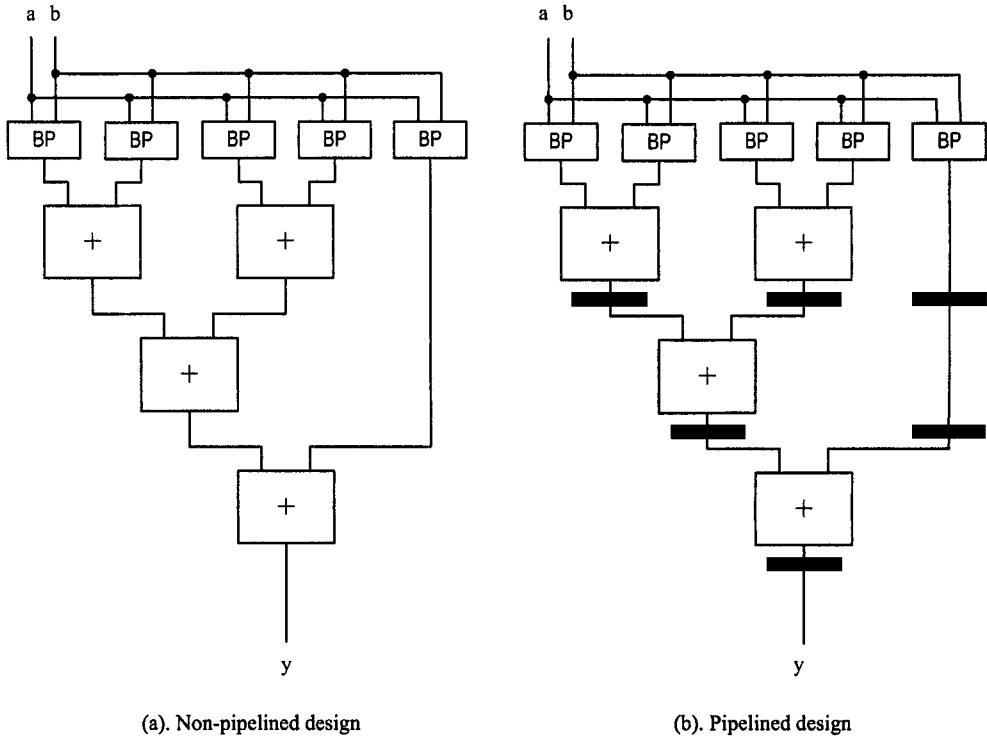 a b a b
BP BP BP BP BP BP BP BP BP BP
+ + + +
+ +
+ +
y y
(a). Non-pipelined design (b). Pipelined design